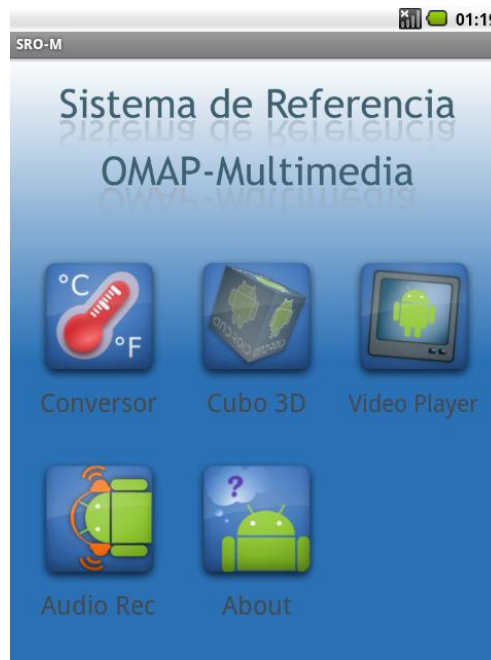 01:19
SRO-M
Sistema de Referencia
OMAP-Multimedia
°C
°F
Conversor
Cubo 3D
Video Player
?
Audio Rec
About